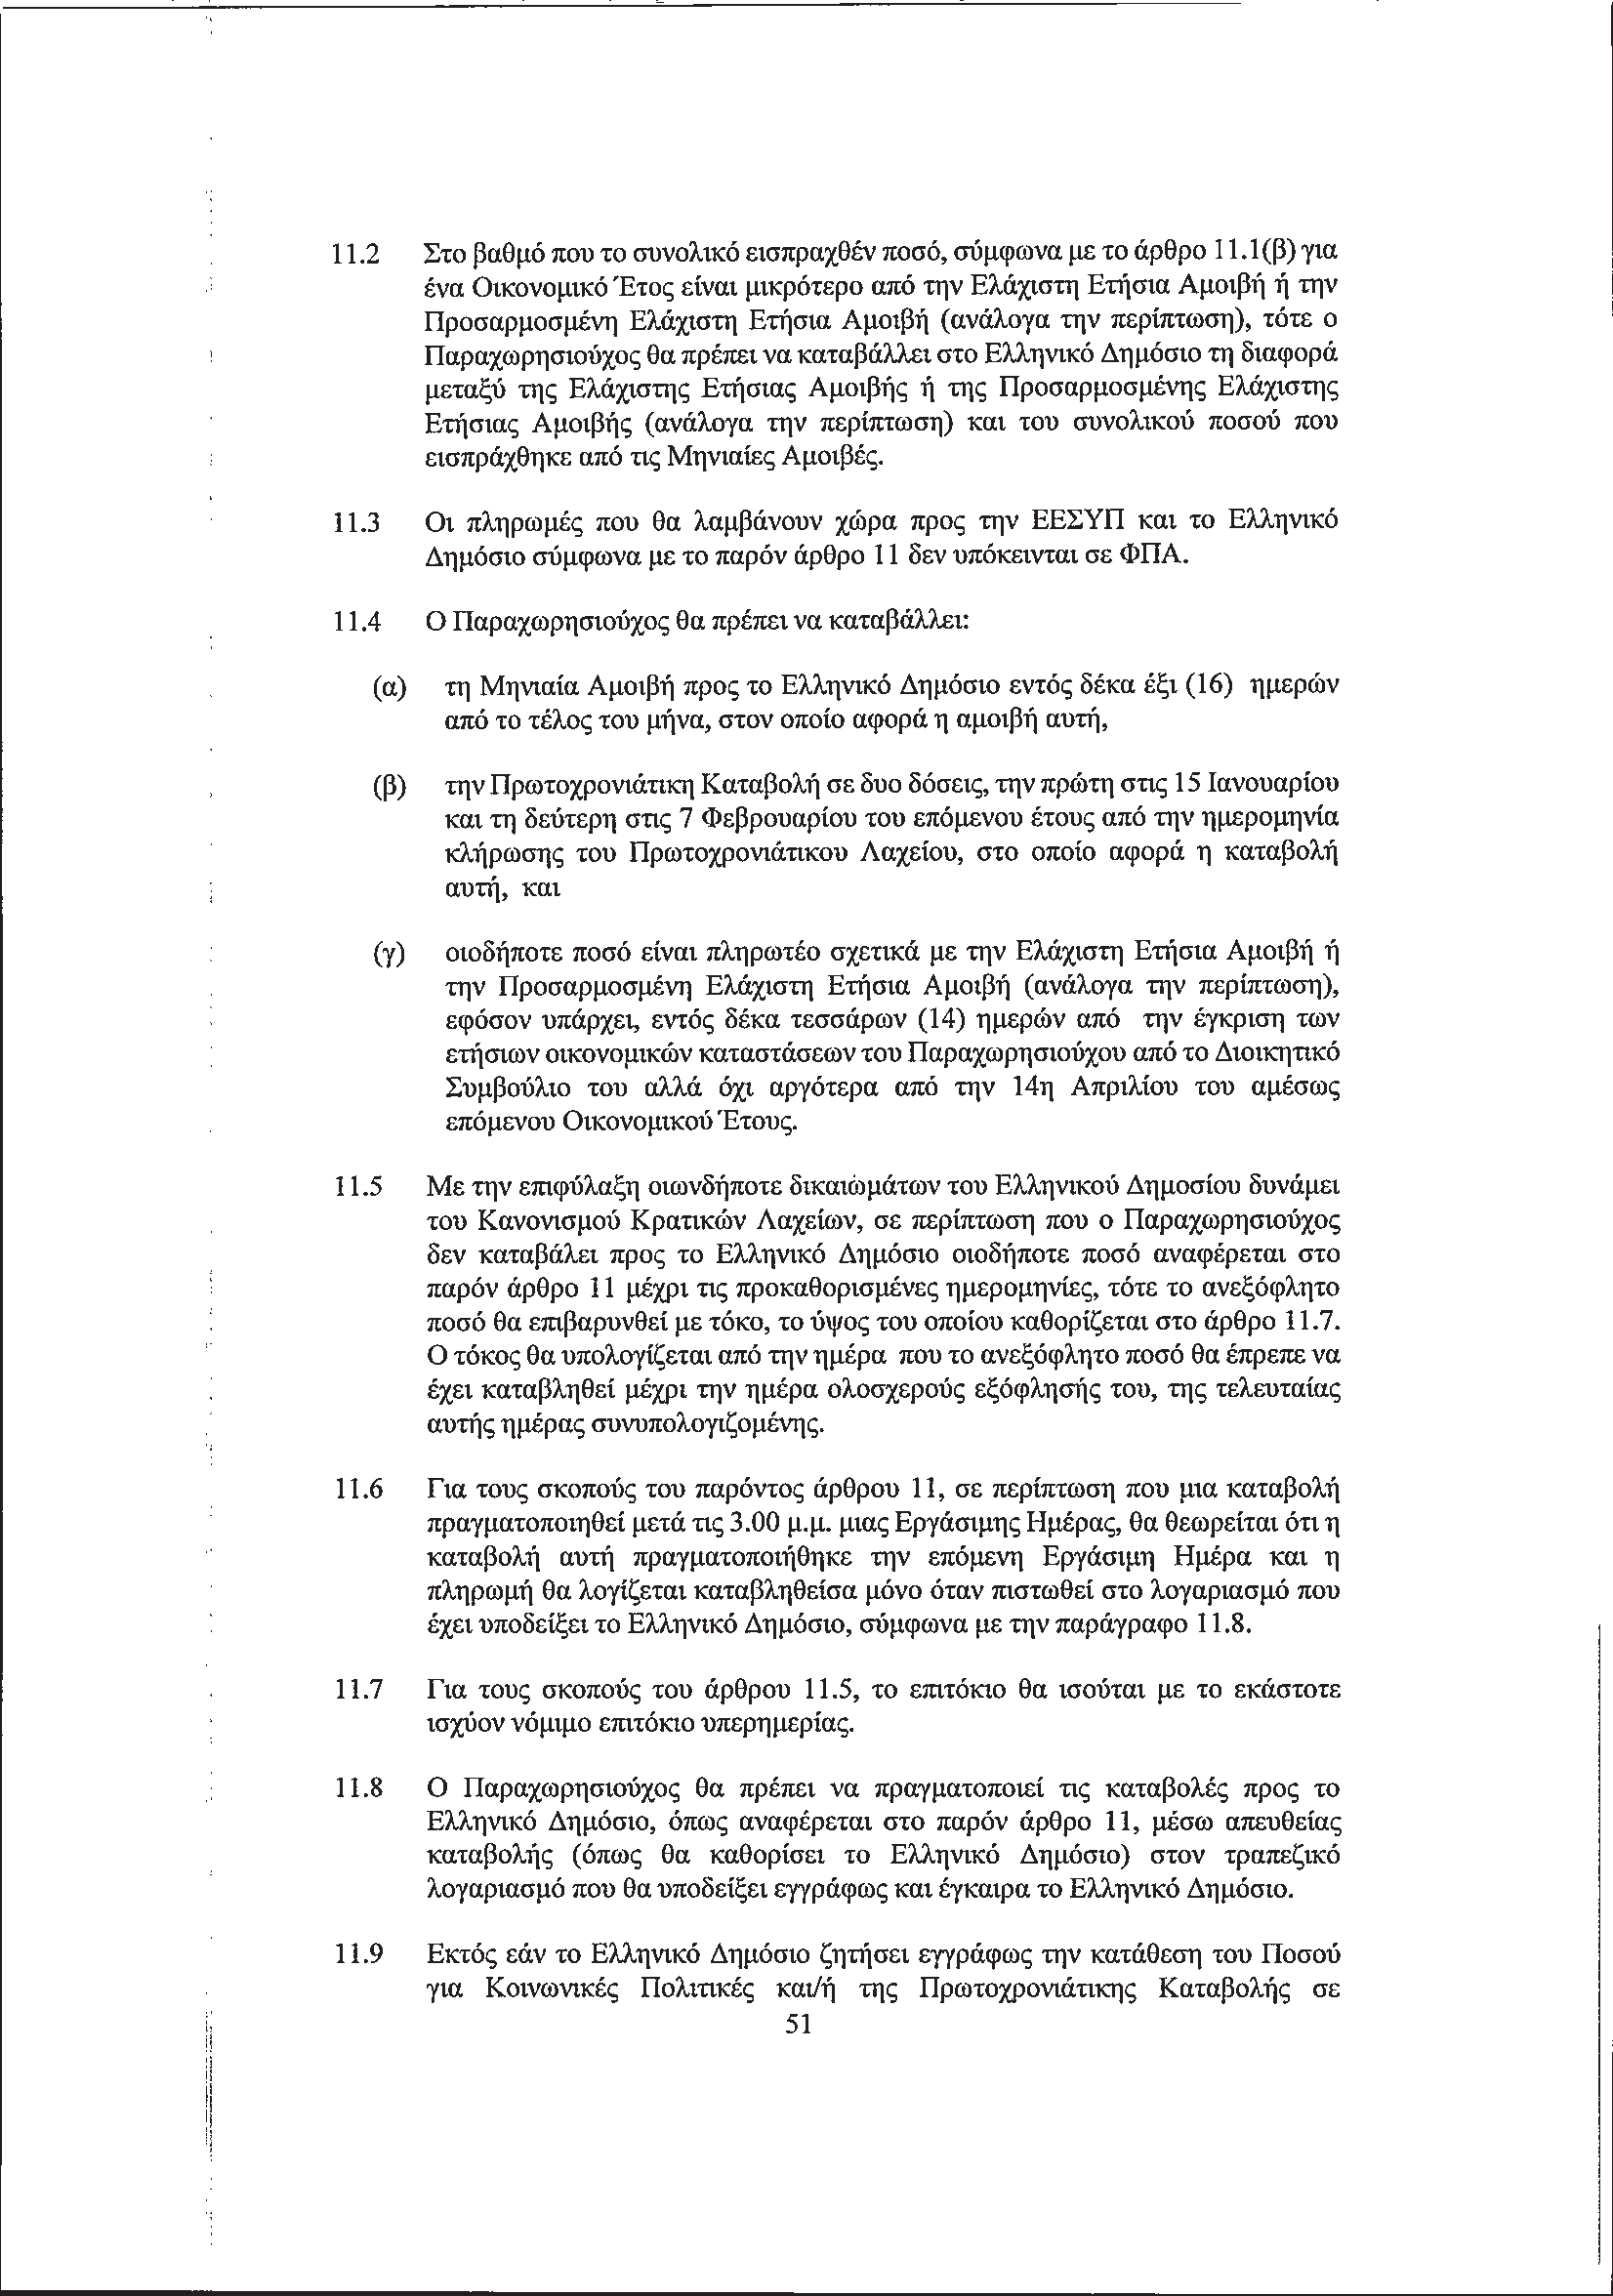 11.2 Στο βαθμό που το συνολικό εισπραχθέν ποσό, σύμφωνα με το άρθρο 11.1(β) για
ένα Οικονομικό Έτος είναι μικρότερο από την Ελάχιστη Ετήσια Αμοιβή ή την
Προσαρμοσμένη Ελάχιστη Ετήσια Αμοιβή (ανάλογα την περίπτωση), τότε ο
Παραχωρησιούχος θα πρέπει να καταβάλλει στο Ελληνικό Δημόσιο τη διαφορά
μεταξύ της Ελάχιστης Ετήσιας Αμοιβής ή της Προσαρμοσμένης Ελάχιστης
Ετήσιας Αμοιβής (ανάλογα την περίπτωση) και του συνολικού ποσού που
εισπράχθηκε από τις Μηνιαίες Αμοιβές.
11.3 Οι πληρωμές που θα λαμβάνουν χώρα προς την ΕΕΣΥΠ και το Ελληνικό
Δημόσιο σύμφωνα με το παρόν άρθρο 11 δεν υπόκεινται σε ΦΠΑ.
11.4 Ο Παραχωρησιούχος θα πρέπει να καταβάλλει:
(α) τη Μηνιαία Αμοιβή προς το Ελληνικό Δημόσιο εντός δέκα έξι (16) ημερών
από το τέλος του μήνα, στον οποίο αφορά η αμοιβή αυτή,
(β) την Πρωτοχρονιάτικη Καταβολή σε δυο δόσεις, την πρώτη στις 15 Ιανουαρίου
και τη δεύτερη στις 7 Φεβρουαρίου του επόμενου έτους από την ημερομηνία
κλήρωσης του Πρωτοχρονιάτικου Λαχείου, στο οποίο αφορά η καταβολή
αυτή, και
(γ) οιοδήποτε ποσό είναι πληρωτέο σχετικά με την Ελάχιστη Ετήσια Αμοιβή ή
την Προσαρμοσμένη Ελάχιστη Ετήσια Αμοιβή (ανάλογα την περίπτωση),
εφόσον υπάρχει, εντός δέκα τεσσάρων (14) ημερών από την έγκριση των
ετήσιων οικονομικών καταστάσεων του Παραχωρησιούχου από το Διοικητικό
Συμβούλιο του αλλά όχι αργότερα από την 14η Απριλίου του αμέσως
επόμενου Οικονομικού Έτους.
11.5 Με την επιφύλαξη οιωνδήποτε δικαιωμάτων του Ελληνικού Δημοσίου δυνάμει
του Κανονισμού Κρατικών Λαχείων, σε περίπτωση που ο Παραχωρησιούχος
δεν καταβάλει προς το Ελληνικό Δημόσιο οιοδήποτε ποσό αναφέρεται στο
παρόν άρθρο 11 μέχρι τις προκαθορισμένες ημερομηνίες, τότε το ανεξόφλητο
ποσό θα επιβαρυνθεί με τόκο, το ύψος του οποίου καθορίζεται στο άρθρο 11.7.
Ο τόκος θα υπολογίζεται από την ημέρα που το ανεξόφλητο ποσό θα έπρεπε να
έχει καταβληθεί μέχρι την ημέρα ολοσχερούς εξόφλησής του, της τελευταίας
αυτής ημέρας συνυπολογιζομένης.
11.6 Για τους σκοπούς του παρόντος άρθρου 11, σε περίπτωση που μια καταβολή
πραγματοποιηθεί μετά τις 3.00 μ.μ. μιας Εργάσιμης Ημέρας, θα θεωρείται ότι η
καταβολή αυτή πραγματοποιήθηκε την επόμενη Εργάσιμη Ημέρα και η
πληρωμή θα λογίζεται καταβληθείσα μόνο όταν πιστωθεί στο λογαριασμό που
έχει υποδείξει το Ελληνικό Δημόσιο, σύμφωνα με την παράγραφο 11.8.
11.7 Για τους σκοπούς του άρθρου 11.5, το επιτόκιο θα ισούται με το εκάστοτε
ισχύον νόμιμο επιτόκιο υπερημερίας.
11.8 Ο Παραχωρησιούχος θα πρέπει να πραγματοποιεί τις καταβολές προς το
Ελληνικό Δημόσιο, όπως αναφέρεται στο παρόν άρθρο 11, μέσω απευθείας
καταβολής (όπως θα καθορίσει το Ελληνικό Δημόσιο) στον τραπεζικό
λογαριασμό που θα υποδείξει εγγράφως και έγκαιρα το Ελληνικό Δημόσιο.
11.9 Εκτός εάν το Ελληνικό Δημόσιο ζητήσει εγγράφως την κατάθεση του Ποσού
για Κοινωνικές Πολιτικές και/ή της Πρωτοχρονιάτικης Καταβολής σε
51